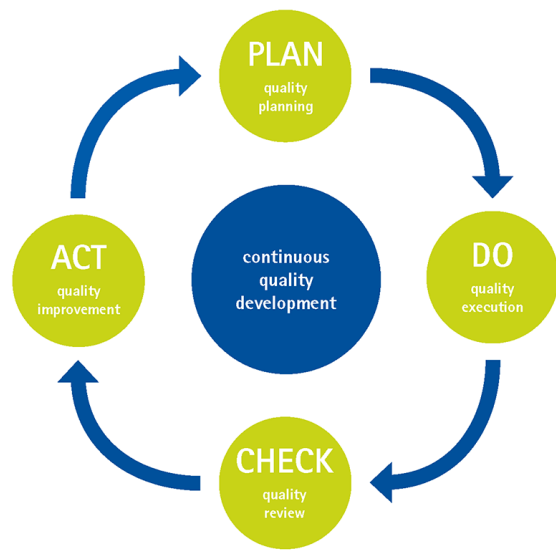 PLAN
quality
planning
DO
quality
execution
CHECK
quality
review
ACT
quality
improvement
continuous
quality
development